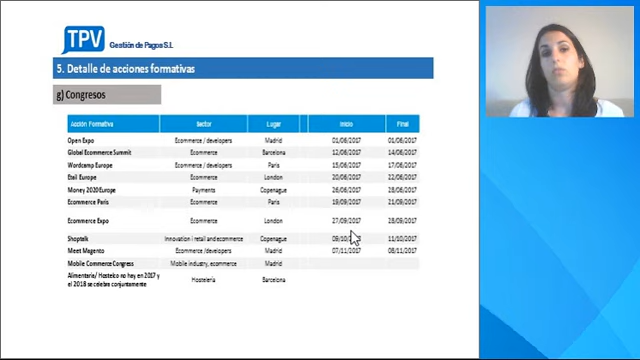 TPV
Gestión de Pagos S.L
5. Detalle de acciones formativas
g) Congresos
Acción Formativa Sector Lugar Inicio Final
Open Expo Ecommerce / developers Madrid 01/06/2017 01/06/2017
Global Ecommerce Summit Ecommerce Barcelona 12/06/2017 14/06/2017
Wordcamp Europe Ecommerce / developers Paris 15/06/2017 17/06/2017
Etail Europe Ecommerce London 20/06/2017 22/06/2017
Money 2020 Europe Payments Copenague 26/06/2017 28/06/2017
Ecommerce Paris Ecommerce Paris 19/09/2017 21/09/2017
Ecommerce Expo Ecommerce London 27/09/2017 28/09/2017
Shoptalk Innovation i retail and ecommerce Copenague 09/10 11/10/2017
Meet Magento Ecommerce /developers Madrid 07/11/2017 08/11/2017
Mobile Commerce Congress Mobile industry, ecommerce Madrid
Alimentaria/ Hostelco no hay en 2017 y
el 2018 se celebra conjuntamente Hostelería Barcelona